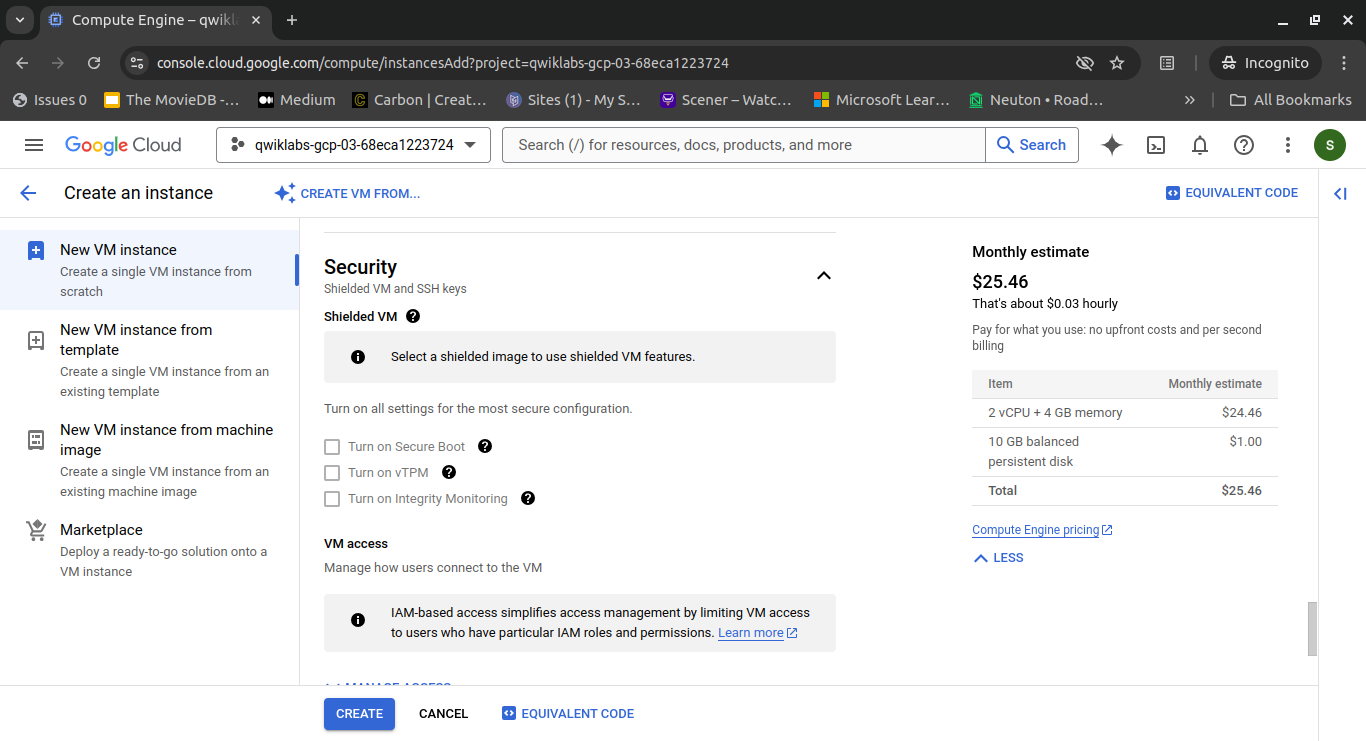 Compute Engine – qwikla
console.cloud.google.com/compute/instancesAdd?project=qwiklabs-gcp-03-68eca1223724
Incognito
Issues 0
The MovieDB -...
Medium
Carbon | Creat...
Sites (1) - My S...
Scener – Watc...
Microsoft Lear...
Neuton • Road...
All Bookmarks
Google Cloud
qwiklabs-gcp-03-68eca1223724
Search (/) for resources, docs, products, and more
Search
S
Create an instance
CREATE VM FROM...
EQUIVALENT CODE
New VM instance
Create a single VM instance from
scratch
New VM instance from
template
Create a single VM instance from an
existing template
New VM instance from machine
image
Create a single VM instance from an
existing machine image
Marketplace
Deploy a ready-to-go solution onto a
VM instance
Security
Shielded VM and SSH keys
Shielded VM
Select a shielded image to use shielded VM features.
Turn on all settings for the most secure configuration.
Turn on Secure Boot
Turn on vTPM
Turn on Integrity Monitoring
VM access
Manage how users connect to the VM
IAM-based access simplifies access management by limiting VM access
to users who have particular IAM roles and permissions. Learn more
MANAGE ACCESS
Monthly estimate
$25.46
That's about $0.03 hourly
Pay for what you use: no upfront costs and per second
billing
Item Monthly estimate
2 vCPU + 4 GB memory $24.46
10 GB balanced $1.00
persistent disk
Total $25.46
Compute Engine pricing
LESS
CREATE
CANCEL
EQUIVALENT CODE